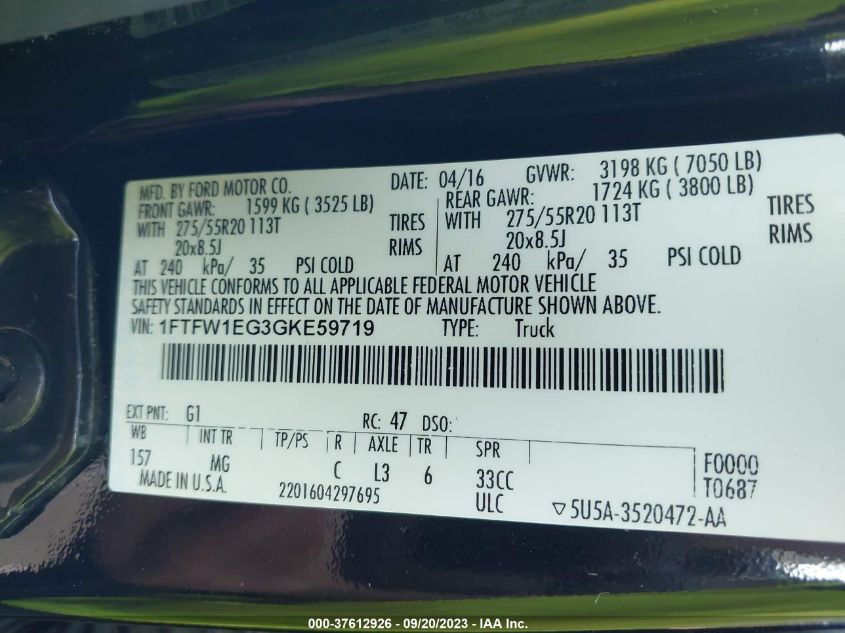 MFD. BY FORD MOTOR CO.
DATE: 04/16 GVWR: 3198 KG ( 7050 LB)
FRONT GAWR: 1599 KG ( 3525 LB)
REAR GAWR: 1724 KG ( 3800 LB)
WITH 275/55R20 113T TIRES
WITH 275/55R20 113T TIRES
20x8.5J RIMS
20x8.5J RIMS
AT 240 kPa/ 35 PSI COLD
AT 240 kPa/ 35 PSI COLD
THIS VEHICLE CONFORMS TO ALL APPLICABLE FEDERAL MOTOR VEHICLE
SAFETY STANDARDS IN EFFECT ON THE DATE OF MANUFACTURE SHOWN ABOVE.
VIN: 1FTFW1EG3GKE59719 TYPE: Truck
EXT PNT: G1 RC: 47 DSO:
WB INT TR TP/PS R AXLE TR SPR
157 MG C L3 6 33CC F0000
MADE IN U.S.A. 2201604297695 ULC T0687
▽5U5A-3520472-AA
000-37612926 - 09/20/2023 - IAA Inc.